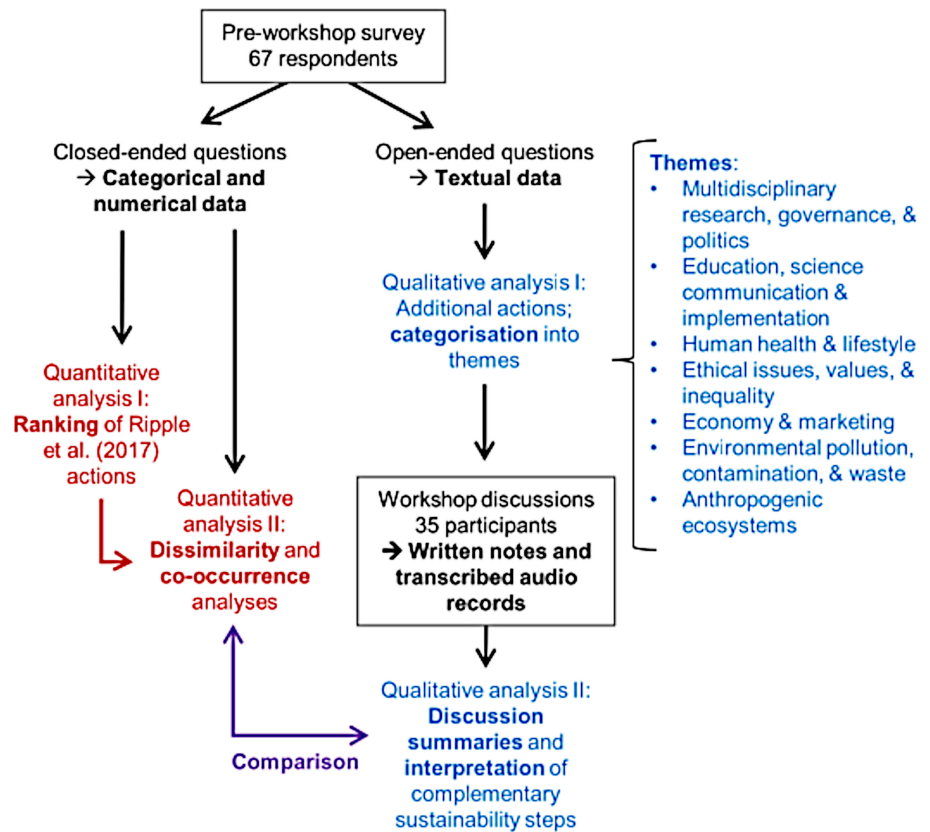 Pre-workshop survey
67 respondents
Closed-ended questions
→ Categorical and
numerical data
Open-ended questions
→ Textual data
Quantitative
analysis I:
Ranking of Ripple
et al. (2017)
actions
Quantitative
analysis II:
Dissimilarity and
co-occurrence
analyses
Qualitative analysis I:
Additional actions;
categorisation into
themes
Workshop discussions
35 participants
→ Written notes and
transcribed audio
records
Qualitative analysis II:
Discussion
summaries and
interpretation of
complementary
sustainability steps
Comparison
Themes:
• Multidisciplinary
research, governance, &
politics
• Education, science
communication &
implementation
• Human health & lifestyle
• Ethical issues, values, &
inequality
• Economy & marketing
• Environmental pollution,
contamination, & waste
• Anthropogenic
ecosystems